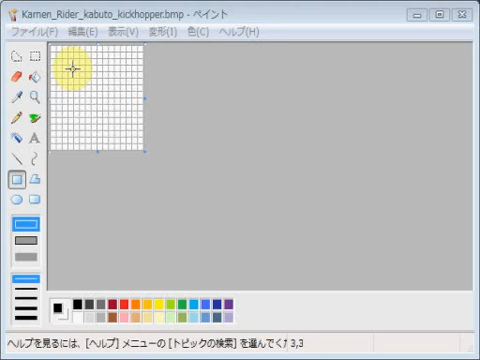 Kamen_Rider_kabuto_kickhopper.bmp - ペイント
ファイル(F) 編集(E) 表示(V) 変形(I) 色(C) ヘルプ(H)
A
ヘルプを見るには、[ヘルプ] メニューの [トピックの検索] を選んでくだ 3,3